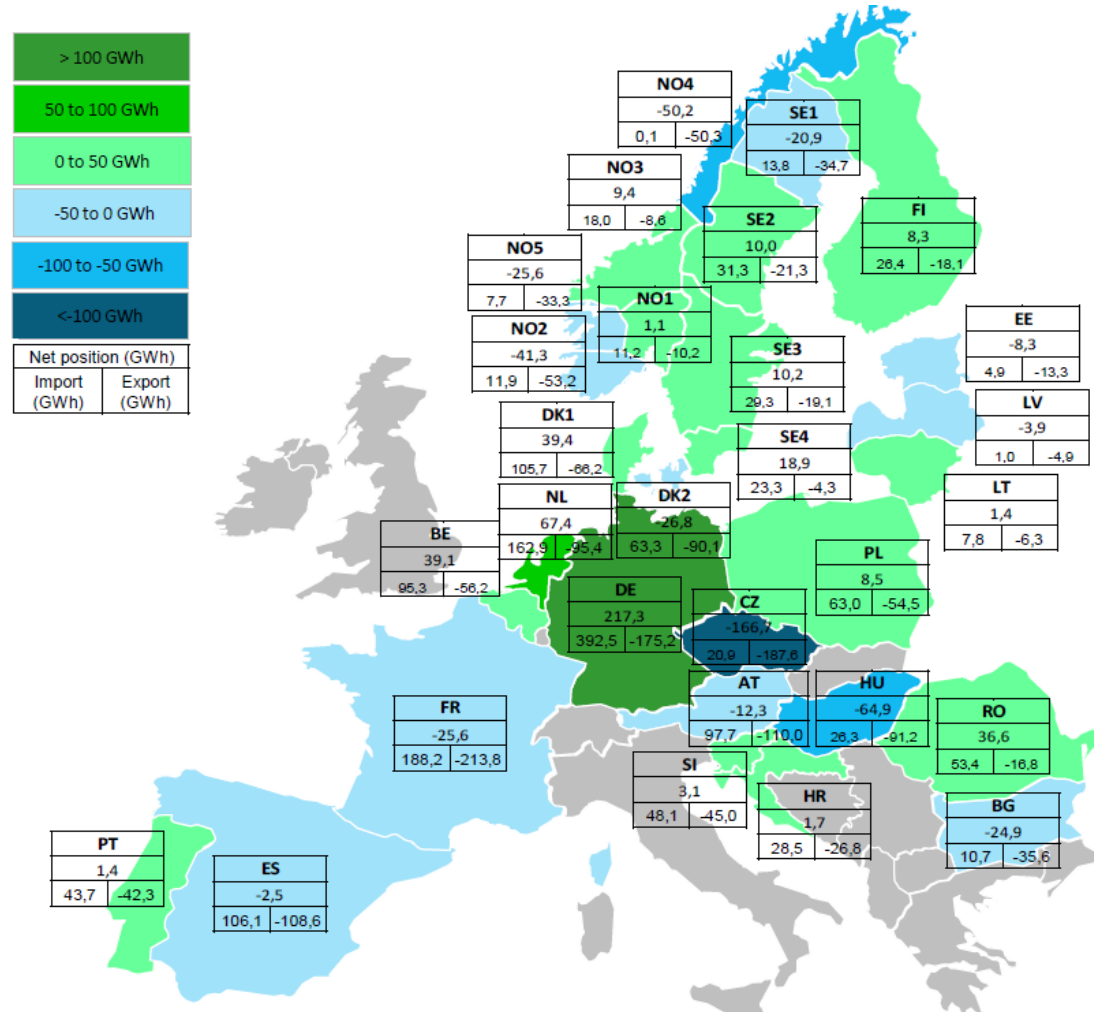 > 100 GWh
50 to 100 GWh
0 to 50 GWh
-50 to 0 GWh
-100 to -50 GWh
<-100 GWh
Net position (GWh)
Import (GWh) Export (GWh)
NO4
-50,2
0,1 -50,3
SE1
-20,9
13,8 -34,7
NO3
9,4
18,0 -8,6
SE2
10,0
31,3 -21,3
FI
8,3
26,4 -18,1
NO5
-25,6
7,7 -33,3
NO1
1,1
11,2 -10,2
NO2
-41,3
11,9 -53,2
EE
-8,3
4,9 -13,3
SE3
10,2
29,3 -19,1
LV
-3,9
1,0 -4,9
DK1
39,4
105,7 -66,2
SE4
18,9
23,3 -4,3
LT
1,4
7,8 -6,3
NL
67,4
162,9 -95,4
DK2
-26,8
63,3 -90,1
BE
39,1
95,3 -56,2
PL
8,5
63,0 -54,5
DE
217,3
392,5 -175,2
CZ
-166,7
20,9 -187,6
AT
-12,3
97,7 -110,0
HU
-64,9
26,3 -91,2
FR
-25,6
188,2 -213,8
RO
36,6
53,4 -16,8
SI
3,1
48,1 -45,0
HR
1,7
28,5 -26,8
BG
-24,9
10,7 -35,6
PT
1,4
43,7 -42,3
ES
-2,5
106,1 -108,6